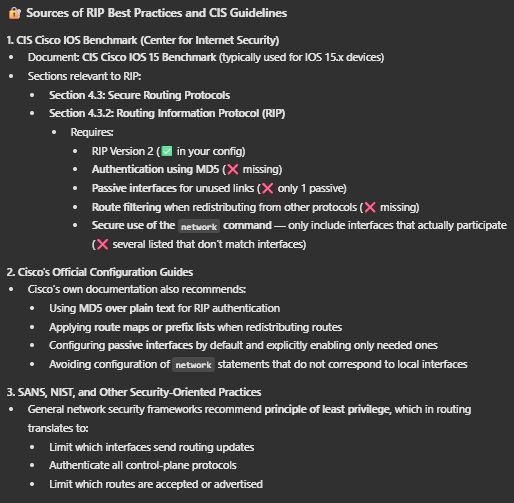 🔐 Sources of RIP Best Practices and CIS Guidelines
1. CIS Cisco IOS Benchmark (Center for Internet Security)
• Document: CIS Cisco IOS 15 Benchmark (typically used for IOS 15.x devices)
• Sections relevant to RIP:
• Section 4.3: Secure Routing Protocols
• Section 4.3.2: Routing Information Protocol (RIP)
• Requires:
• RIP Version 2 (✅ in your config)
• Authentication using MD5 (❌ missing)
• Passive interfaces for unused links (❌ only 1 passive)
• Route filtering when redistributing from other protocols (❌ missing)
• Secure use of the network command — only include interfaces that actually participate
(❌ several listed that don't match interfaces)
2. Cisco's Official Configuration Guides
• Cisco's own documentation also recommends:
• Using MD5 over plain text for RIP authentication
• Applying route maps or prefix lists when redistributing routes
• Configuring passive interfaces by default and explicitly enabling only needed ones
• Avoiding configuration of network statements that do not correspond to local interfaces
3. SANS, NIST, and Other Security-Oriented Practices
• General network security frameworks recommend principle of least privilege, which in routing
translates to:
• Limit which interfaces send routing updates
• Authenticate all control-plane protocols
• Limit which routes are accepted or advertised